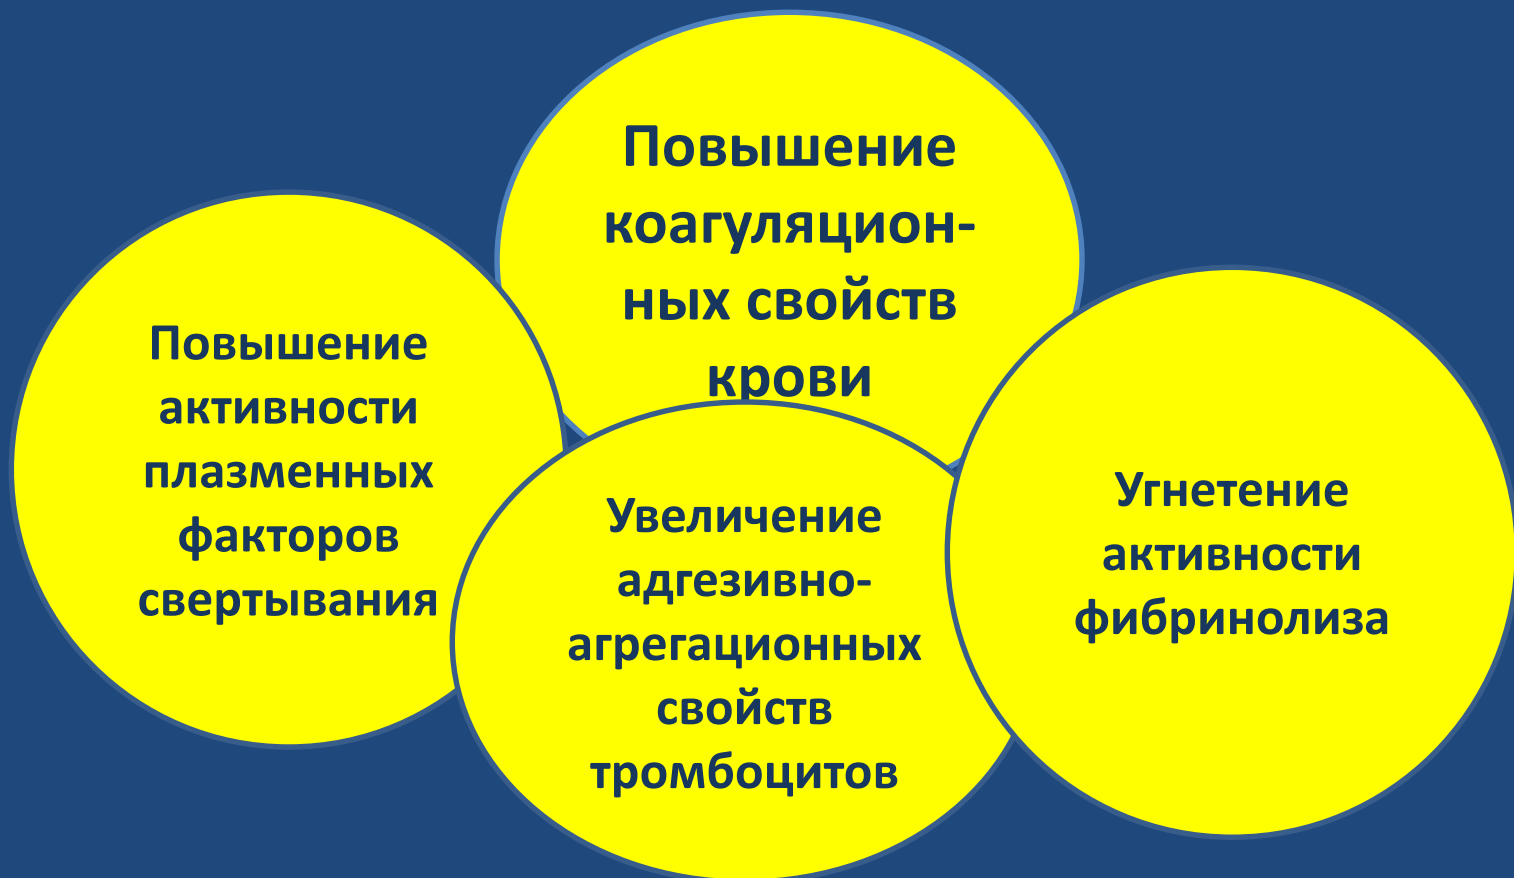 Повышение
коагуляцион-
ных свойств
крови
Повышение
активности
плазменных
факторов
свертывания
Увеличение
адгезивно-
агрегационных
свойств
тромбоцитов
Угнетение
активности
фибринолиза